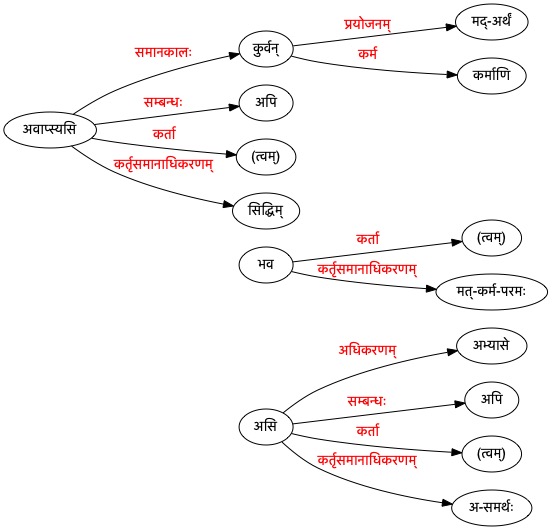 प्रयोजनम्
मद्-अर्थं
समानकालः
कुर्वन्
कर्म
कर्माणि
सम्बन्धः
अपि
अवाप्स्यसि
कर्ता
(त्वम्)
कर्तृसमानाधिकरणम्
सिद्धिम्
कर्ता
(त्वम्)
भव
कर्तृसमानाधिकरणम्
मत्-कर्म-परमः
अधिकरणम्
अभ्यासे
सम्बन्धः
अपि
असि
कर्ता
(त्वम्)
कर्तृसमानाधिकरणम्
अ-समर्थः